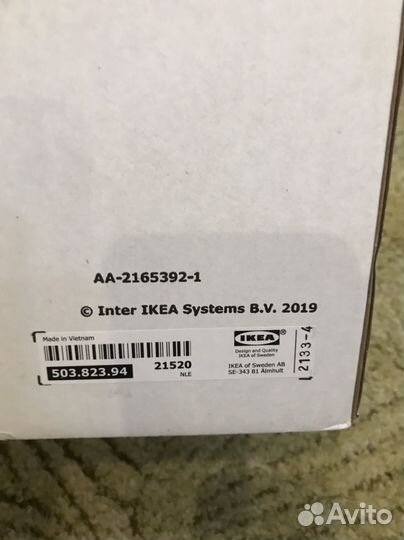 AA-2165392-1
© Inter IKEA Systems B.V. 2019
Made in Vietnam
503.823.94
21520
NLE
IKEA®
Design and Quality
IKEA of Sweden
IKEA of Sweden AB
SE-343 81 Älmhult
2133-4
Avito